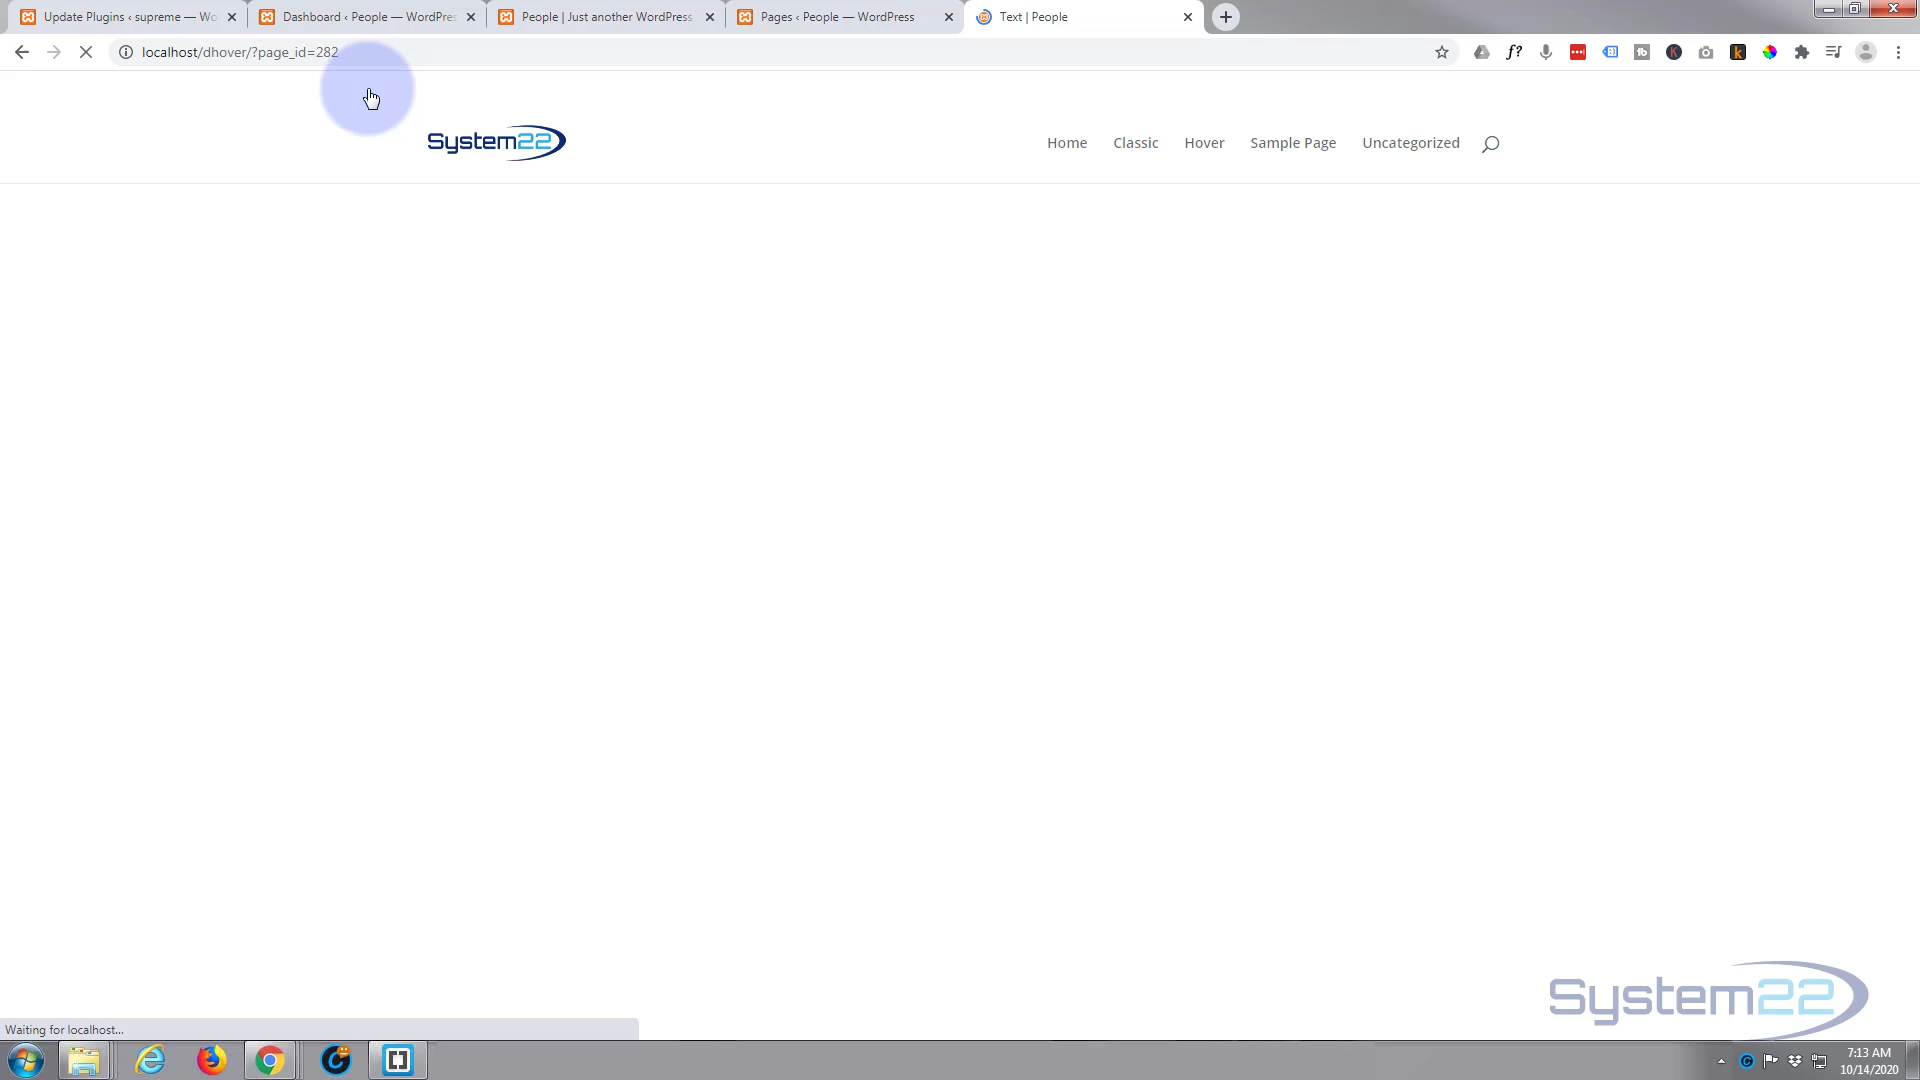 Update Plugins ‹ supreme — Wo
Dashboard ‹ People — WordPres
People | Just another WordPress
Pages ‹ People — WordPress
Text | People
localhost/dhover/?page_id=282
System22
Home
Classic
Hover
Sample Page
Uncategorized
System22
Waiting for localhost...
7:13 AM
10/14/2020